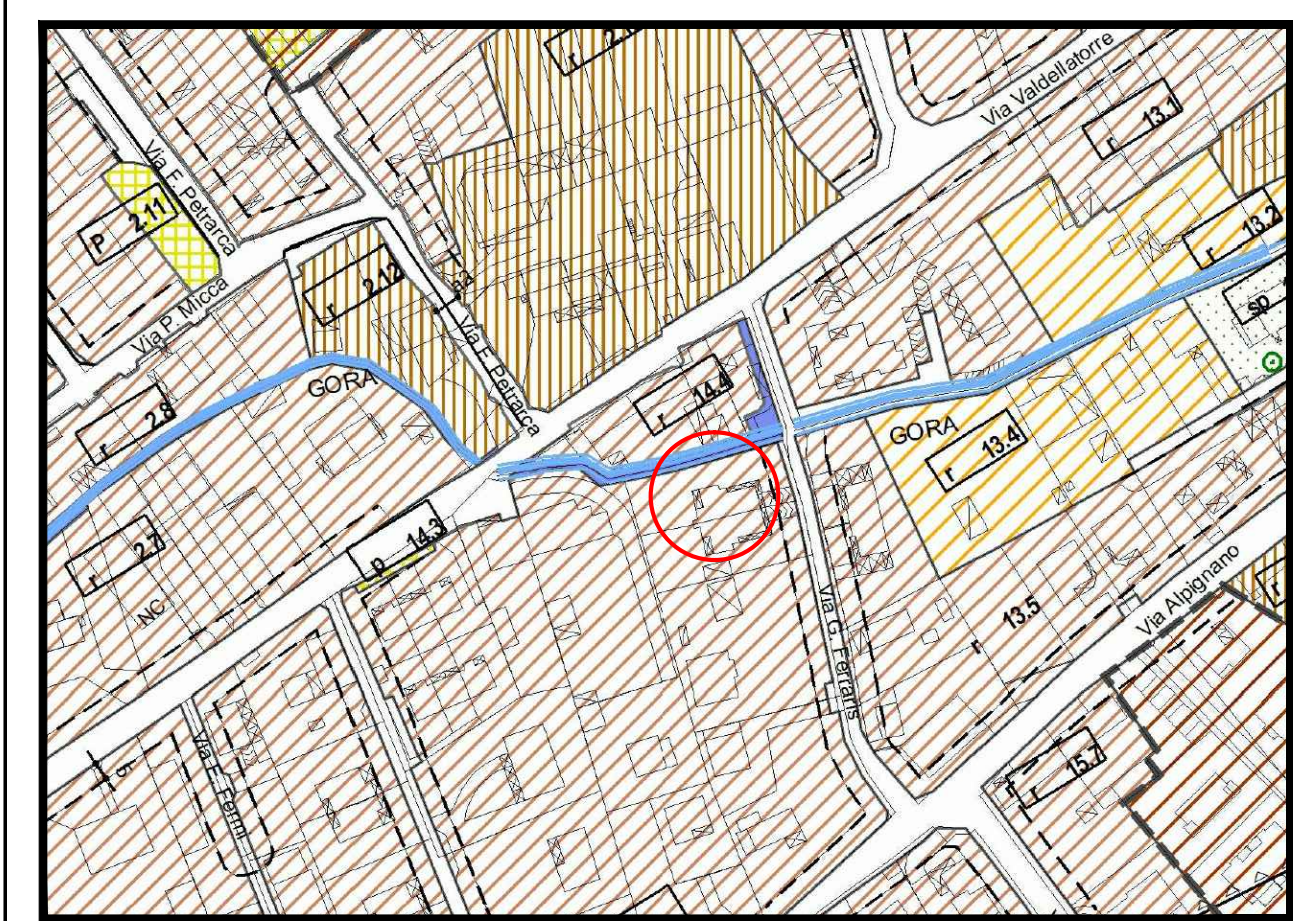 r 2.1
Via Valdellatorre
r 13.1
Via F. Petrarca
P 2.11
r 2.12
Via F. Petrarca
r 13.2
Via P. Micca
sp
GORA
r 14.4
r 2.8
GORA
r 13.4
p 14.3
r 2.7
NC
Via G. Ferraris
r 13.5
Via Alpignano
r
r 15.7
b
Via E. Fermi